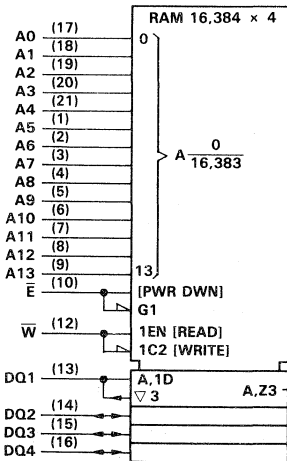 RAM 16,384 × 4
A0 (17) 0
A1 (18)
A2 (19)
A3 (20)
A4 (21)
A5 (1)
A6 (2)
A7 (3) A 0
16,383
A8 (4)
A9 (5)
A10 (6)
A11 (7)
A12 (8)
A13 (9) 13
E̅ (10) [PWR DWN]
G1
W̅ (12) 1EN [READ]
1C2 [WRITE]
DQ1 (13) A,1D
▽ 3 A,Z3
DQ2 (14)
DQ3 (15)
DQ4 (16)